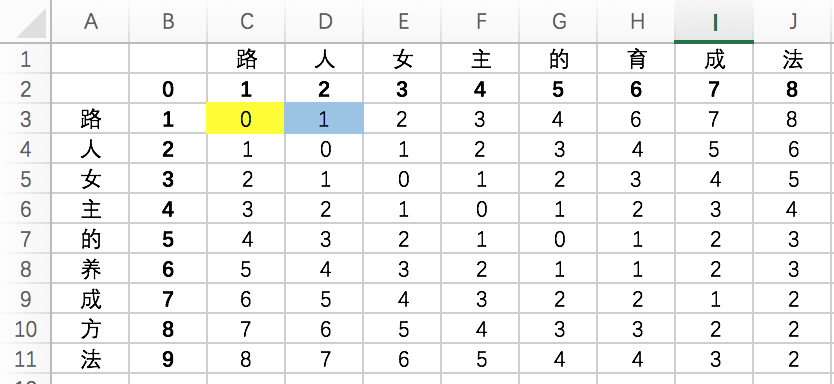 A B C D E F G H I J
1 路 人 女 主 的 育 成 法
2 0 1 2 3 4 5 6 7 8
3 路 1 0 1 2 3 4 6 7 8
4 人 2 1 0 1 2 3 4 5 6
5 女 3 2 1 0 1 2 3 4 5
6 主 4 3 2 1 0 1 2 3 4
7 的 5 4 3 2 1 0 1 2 3
8 养 6 5 4 3 2 1 1 2 3
9 成 7 6 5 4 3 2 2 1 2
10 方 8 7 6 5 4 3 3 2 2
11 法 9 8 7 6 5 4 4 3 2